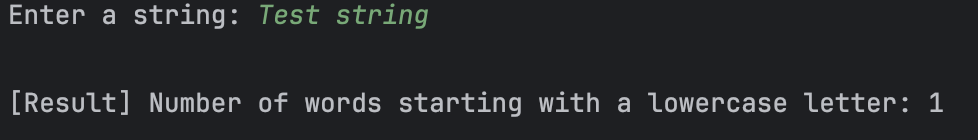 Enter a string: Test string
[Result] Number of words starting with a lowercase letter: 1